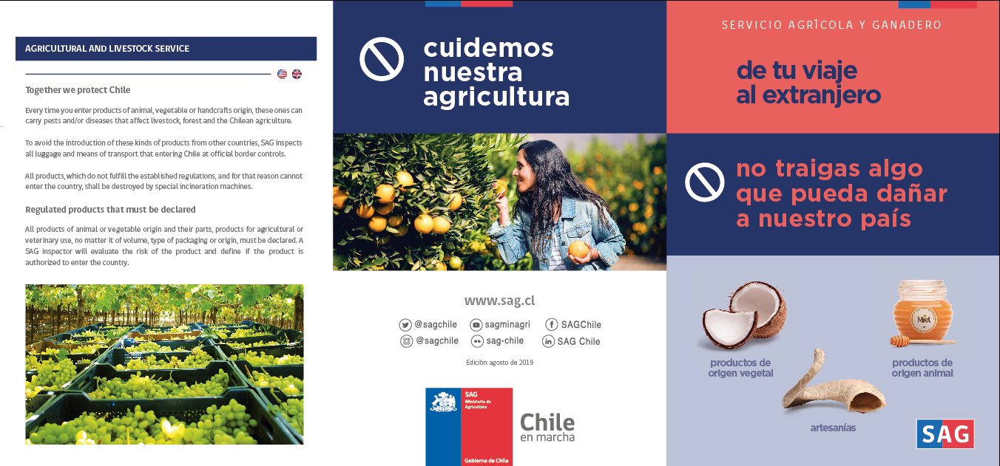 AGRICULTURAL AND LIVESTOCK SERVICE
Together we protect Chile
Every time you enter products of animal, vegetable or handcrafts origin, these ones can
carry pests and/or diseases that affect livestock, forest and the Chilean agriculture.
To avoid the introduction of these kinds of products from other countries, SAG inspects
all luggage and means of transport that entering Chile at official border controls.
All products, which do not fulfill the established regulations, and for that reason cannot
enter the country, shall be destroyed by special incineration machines.
Regulated products that must be declared
All products of animal or vegetable origin and their parts, products for agricultural or
veterinary use, no matter it of volume, type of packaging or origin, must be declared. A
SAG inspector will evaluate the risk of the product and define if the product is
authorized to enter the country.
cuidemos
nuestra
agricultura
www.sag.cl
@sagchile sagminagri SAGChile
@sagchile sag-chile SAG Chile
Edición: agosto de 2019
SAG
Ministerio de
Agricultura
Gobierno de Chile
Chile
en marcha
SERVICIO AGRÍCOLA Y GANADERO
de tu viaje
al extranjero
no traigas algo
que pueda dañar
a nuestro país
Miel
productos de
origen vegetal
productos de
origen animal
artesanías
SAG